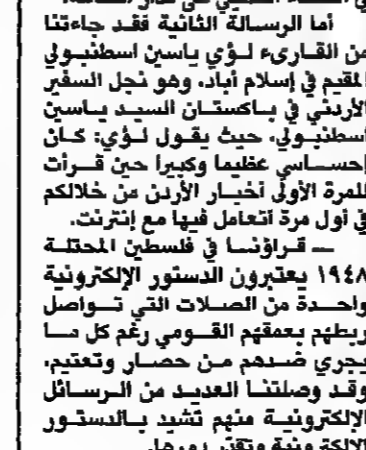 أما الرسالة الثانية فقد جاءتنا
من القارىء لؤي ياسين اسطنبولي
المقيم في إسلام أباد، وهو نجل السفير
الأردني في باكستان السيد ياسين
اسطنبولي، حيث يقول لؤي: كان
إحساسي عظيما وكبيرا حين قرأت
للمرة الأولى أخبار الأردن من خلالكم
في أول مرة أتعامل فيها مع إنترنت.
ــ قراؤنا في فلسطين المحتلة
١٩٤٨ يعتبرون الدستور الإلكترونية
واحدة من الصلات التي تواصل
ربطهم بعمقهم القومي رغم كل ما
يجري ضدهم من حصار وتعتيم،
وقد وصلتنا العديد من الرسائل
الإلكترونية منهم تشيد بالدستور
الإلكترونية وتقدر